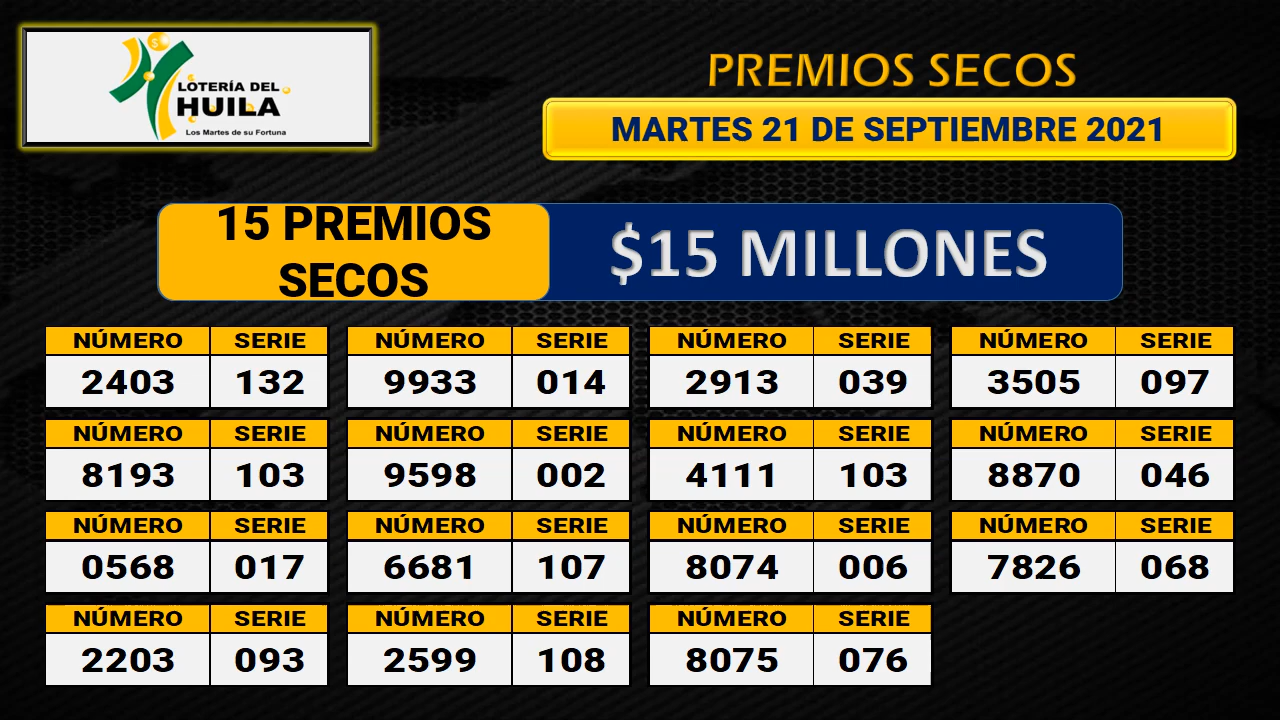 LOTERÍA DEL
HUILA
Los Martes de su Fortuna
PREMIOS SECOS
MARTES 21 DE SEPTIEMBRE 2021
15 PREMIOS
SECOS
$15 MILLONES
NÚMERO SERIE NÚMERO SERIE NÚMERO SERIE NÚMERO SERIE
2403 132 9933 014 2913 039 3505 097
NÚMERO SERIE NÚMERO SERIE NÚMERO SERIE NÚMERO SERIE
8193 103 9598 002 4111 103 8870 046
NÚMERO SERIE NÚMERO SERIE NÚMERO SERIE NÚMERO SERIE
0568 017 6681 107 8074 006 7826 068
NÚMERO SERIE NÚMERO SERIE NÚMERO SERIE
2203 093 2599 108 8075 076